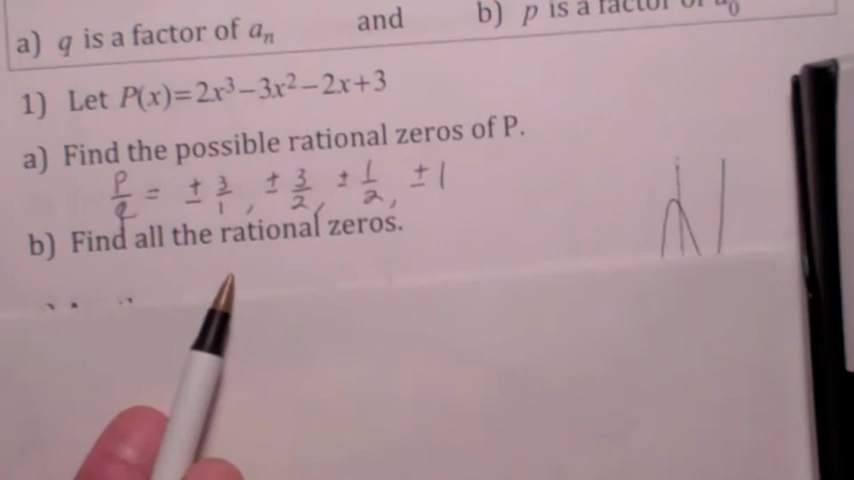 a) q is a factor of aₙ and b) p is a factor of a₀
1) Let P(x)=2x³−3x²−2x+3
a) Find the possible rational zeros of P.
p/q = ± 3/1, ± 3/2, ± 1/2, ± 1
b) Find all the rational zeros.